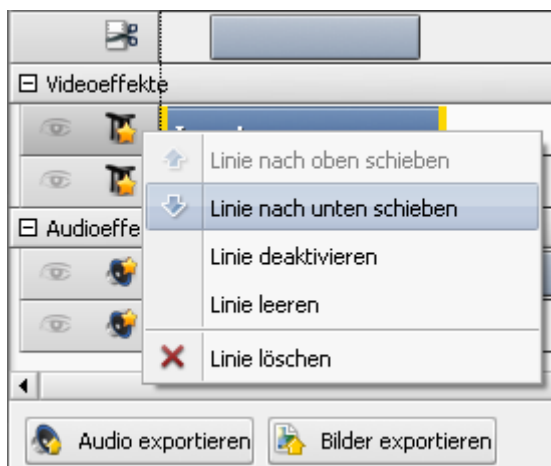 Videoeffekte
Linie nach oben schieben
Linie nach unten schieben
Audioeffe
Linie deaktivieren
Linie leeren
Linie löschen
Audio exportieren
Bilder exportieren